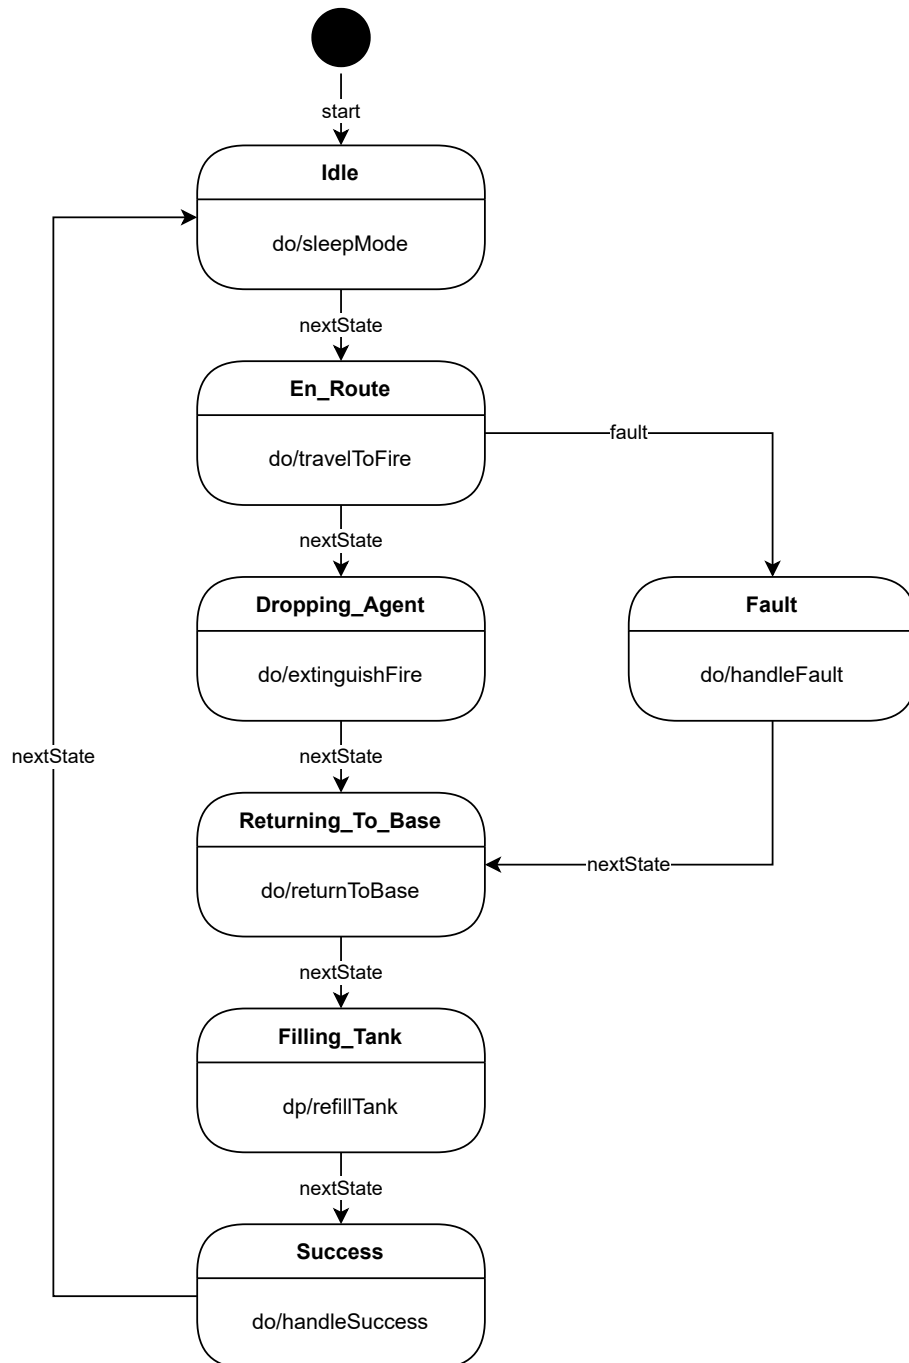 start
Idle
do/sleepMode
nextState
En_Route
do/travelToFire
fault
nextState
Dropping_Agent
do/extinguishFire
Fault
do/handleFault
nextState
nextState
Returning_To_Base
do/returnToBase
nextState
nextState
Filling_Tank
dp/refillTank
nextState
Success
do/handleSuccess